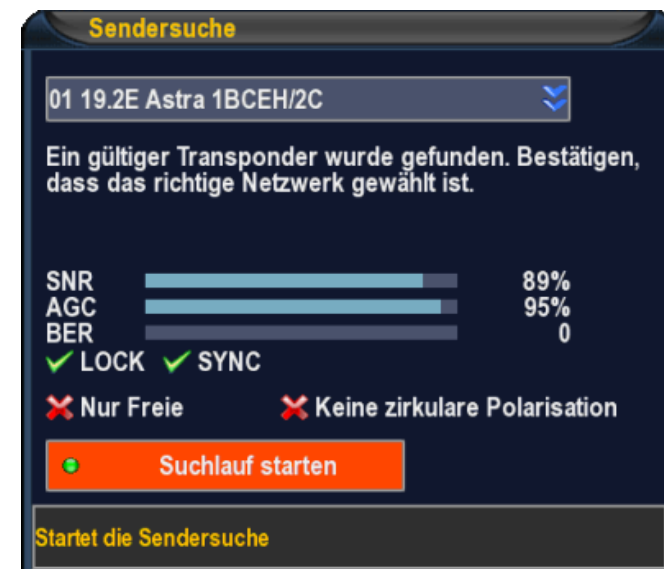 Sendersuche
01 19.2E Astra 1BCEH/2C
Ein gültiger Transponder wurde gefunden. Bestätigen,
dass das richtige Netzwerk gewählt ist.
SNR 89%
AGC 95%
BER 0
LOCK SYNC
Nur Freie Keine zirkulare Polarisation
Suchlauf starten
Startet die Sendersuche